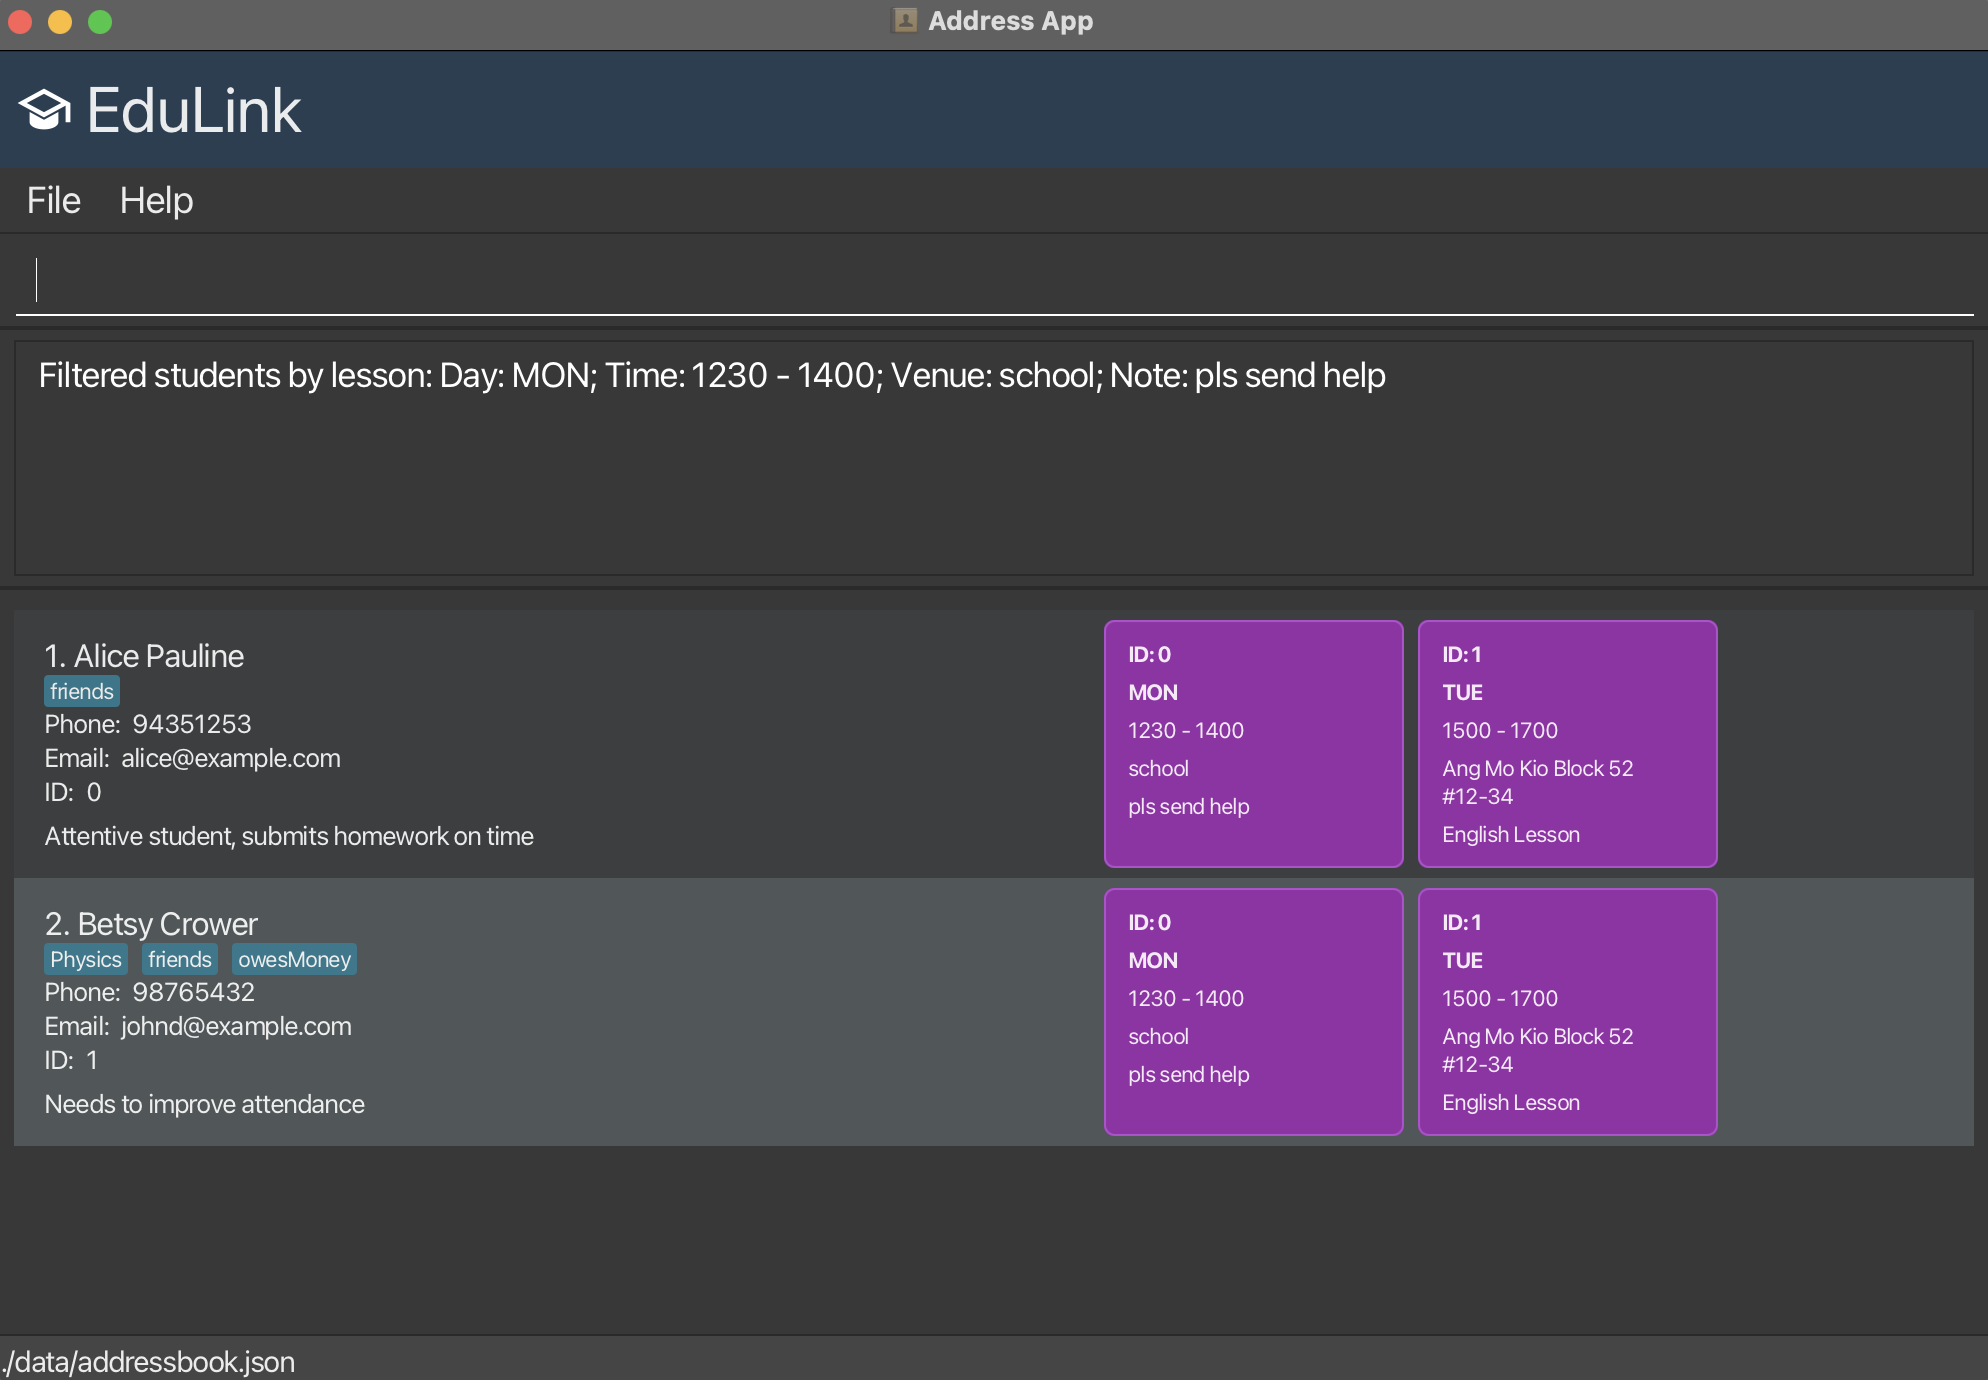 Address App
EduLink
File Help
Filtered students by lesson: Day: MON; Time: 1230 - 1400; Venue: school; Note: pls send help
1. Alice Pauline
friends
Phone: 94351253
Email: alice@example.com
ID: 0
Attentive student, submits homework on time
ID: 0
MON
1230 - 1400
school
pls send help
ID: 1
TUE
1500 - 1700
Ang Mo Kio Block 52
#12-34
English Lesson
2. Betsy Crower
Physics friends owesMoney
Phone: 98765432
Email: johnd@example.com
ID: 1
Needs to improve attendance
ID: 0
MON
1230 - 1400
school
pls send help
ID: 1
TUE
1500 - 1700
Ang Mo Kio Block 52
#12-34
English Lesson
./data/addressbook.json